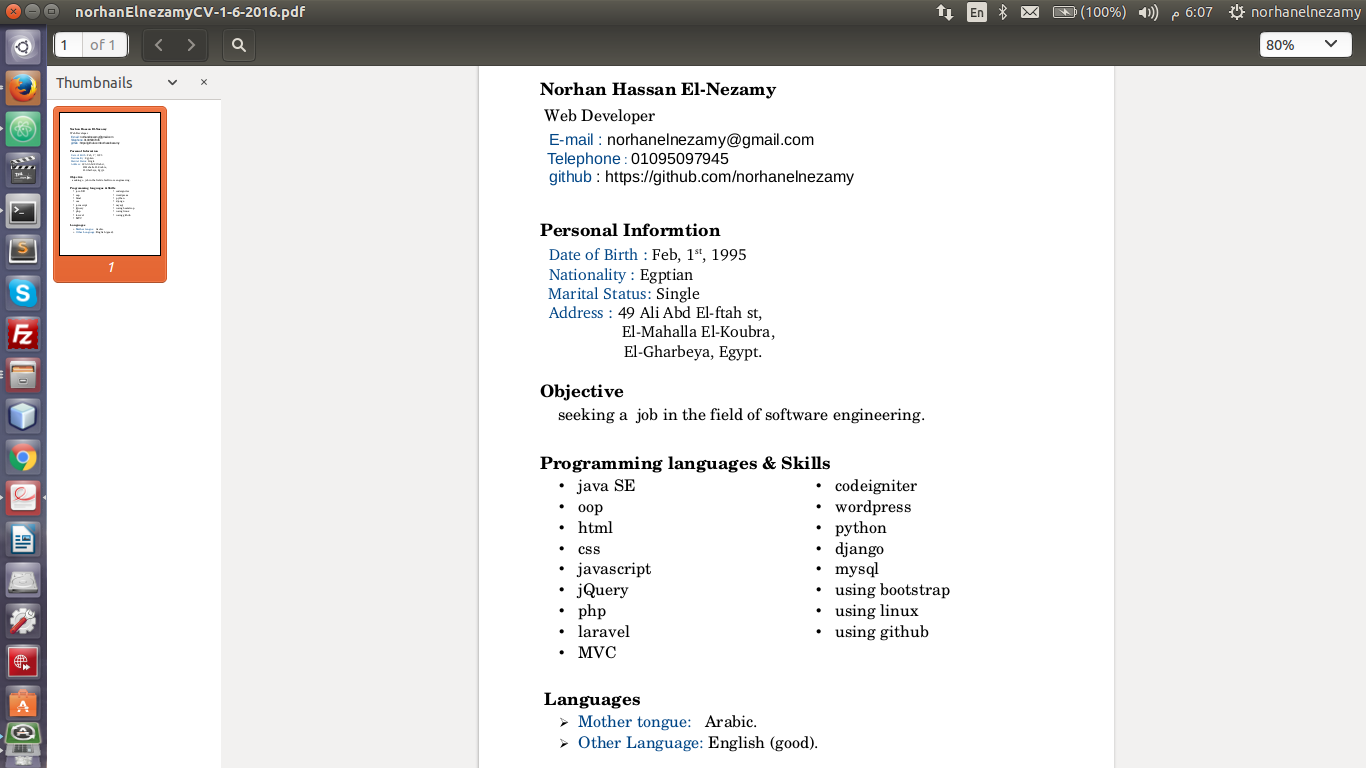 norhanElnezamyCV-1-6-2016.pdf
En
(100%)
6:07 م
norhanelnezamy
1 of 1
80%
Thumbnails
1
Norhan Hassan El-Nezamy
Web Developer
E-mail : norhanelnezamy@gmail.com
Telephone : 01095097945
github : https://github.com/norhanelnezamy
Personal Informtion
Date of Birth : Feb, 1st, 1995
Nationality : Egptian
Marital Status: Single
Address : 49 Ali Abd El-ftah st,
El-Mahalla El-Koubra,
El-Gharbeya, Egypt.
Objective
seeking a job in the field of software engineering.
Programming languages & Skills
• java SE
• oop
• html
• css
• javascript
• jQuery
• php
• laravel
• MVC
• codeigniter
• wordpress
• python
• django
• mysql
• using bootstrap
• using linux
• using github
Languages
➢ Mother tongue: Arabic.
➢ Other Language: English (good).